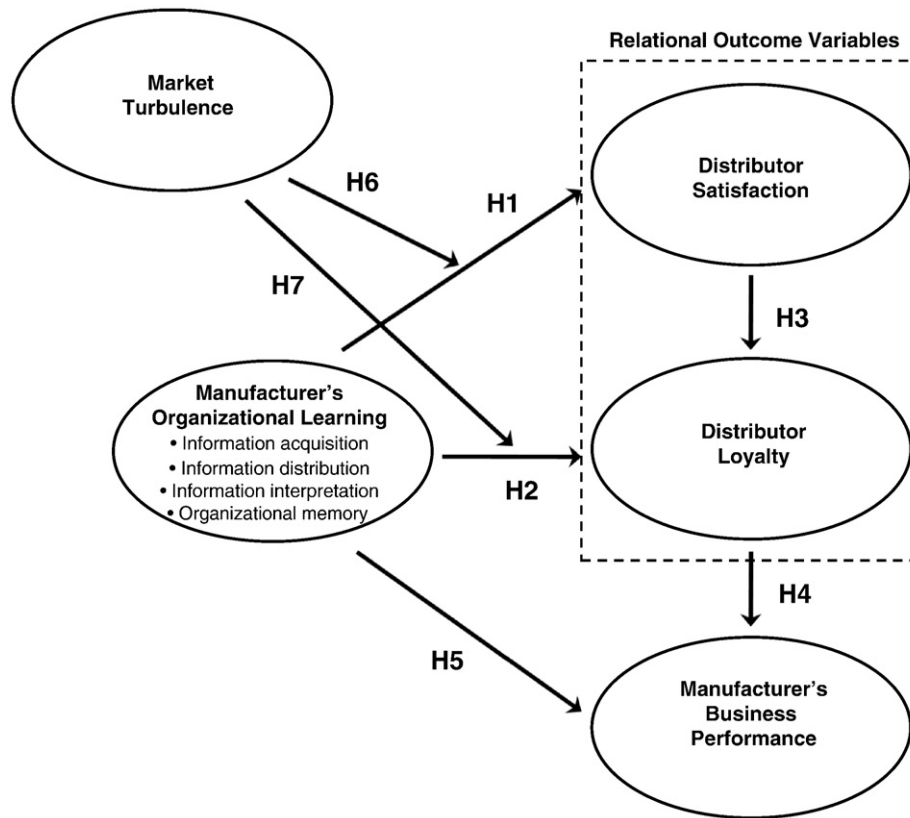 Relational Outcome Variables
Market
Turbulence
Distributor
Satisfaction
H6
H1
H7
H3
Manufacturer's
Organizational Learning
• Information acquisition
• Information distribution
• Information interpretation
• Organizational memory
Distributor
Loyalty
H2
H4
H5
Manufacturer's
Business
Performance